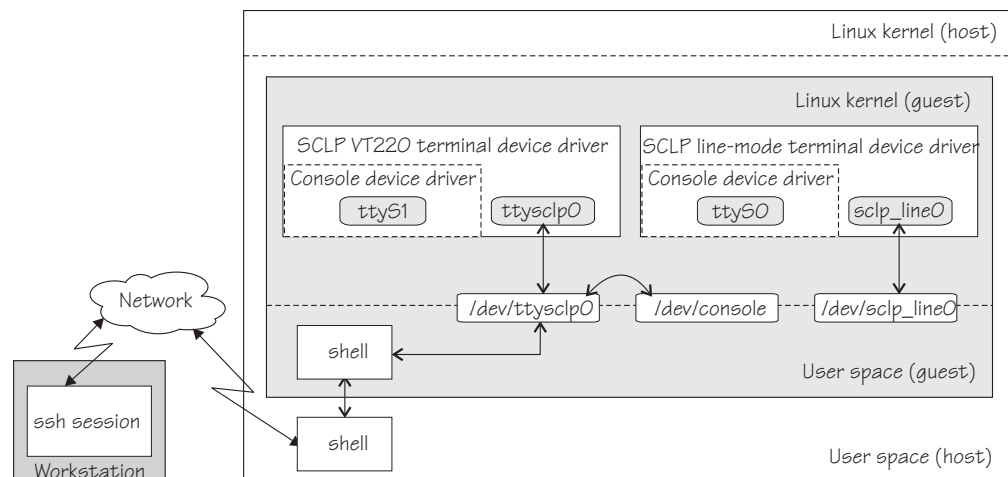 Linux kernel (host)
Linux kernel (guest)
SCLP VT220 terminal device driver
SCLP line-mode terminal device driver
Console device driver
Console device driver
ttyS1
ttysclp0
ttyS0
sclp_line0
Network
/dev/ttysclp0
/dev/console
/dev/sclp_line0
shell
User space (guest)
ssh session
shell
Workstation
User space (host)